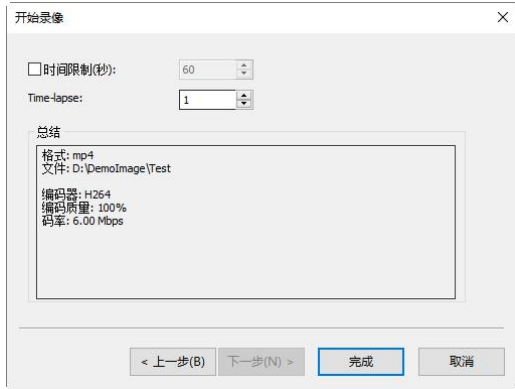 开始录像
时间限制(秒): 60
Time-lapse: 1
总结
格式: mp4
文件: D:\DemoImage\Test
编码器: H264
编码质量: 100%
码率: 6.00 Mbps
< 上一步(B) 下一步(N) > 完成 取消